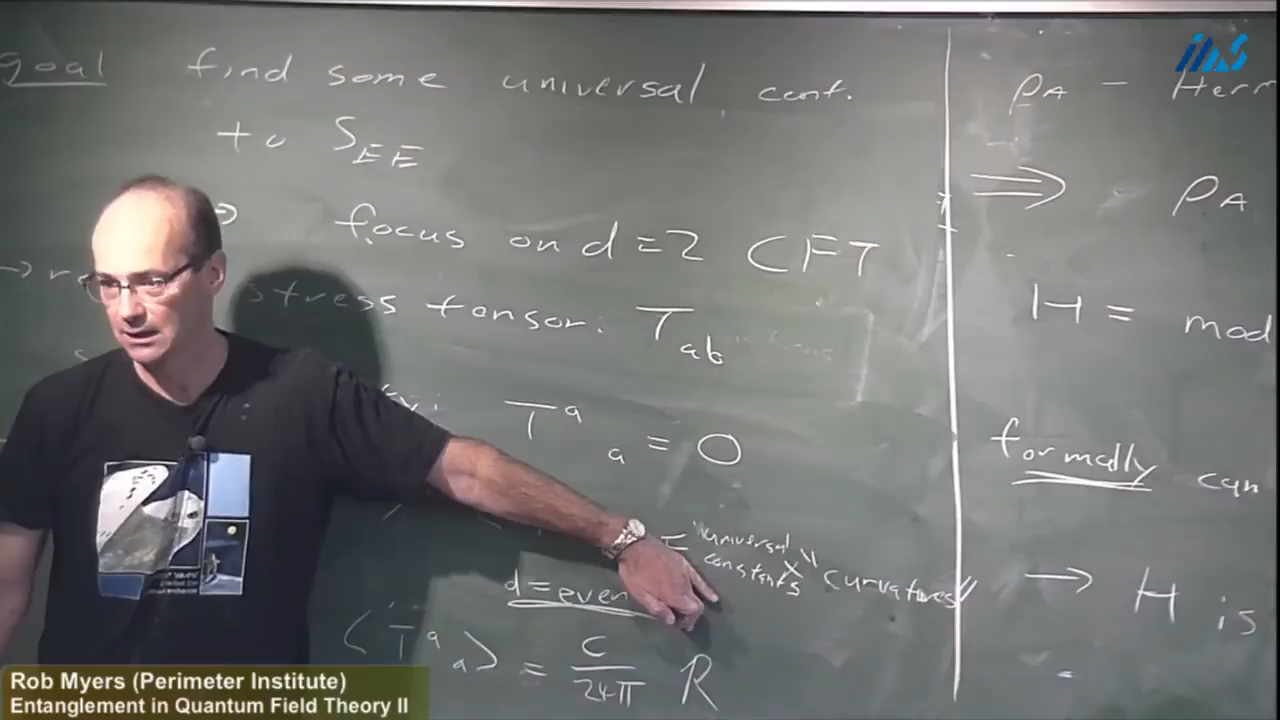 goal find some universal cont.
to S_EE
→ focus on d=2 CFT
stress tensor: T_ab
T^a_a = 0
= "universal constants" × curvatures
d=even
⟨T^a_a⟩ = c/24π R
ρ_A - Herm
⇒ ρ_A
H = mod
formally can
→ H is
IAS
Rob Myers (Perimeter Institute)
Entanglement in Quantum Field Theory II